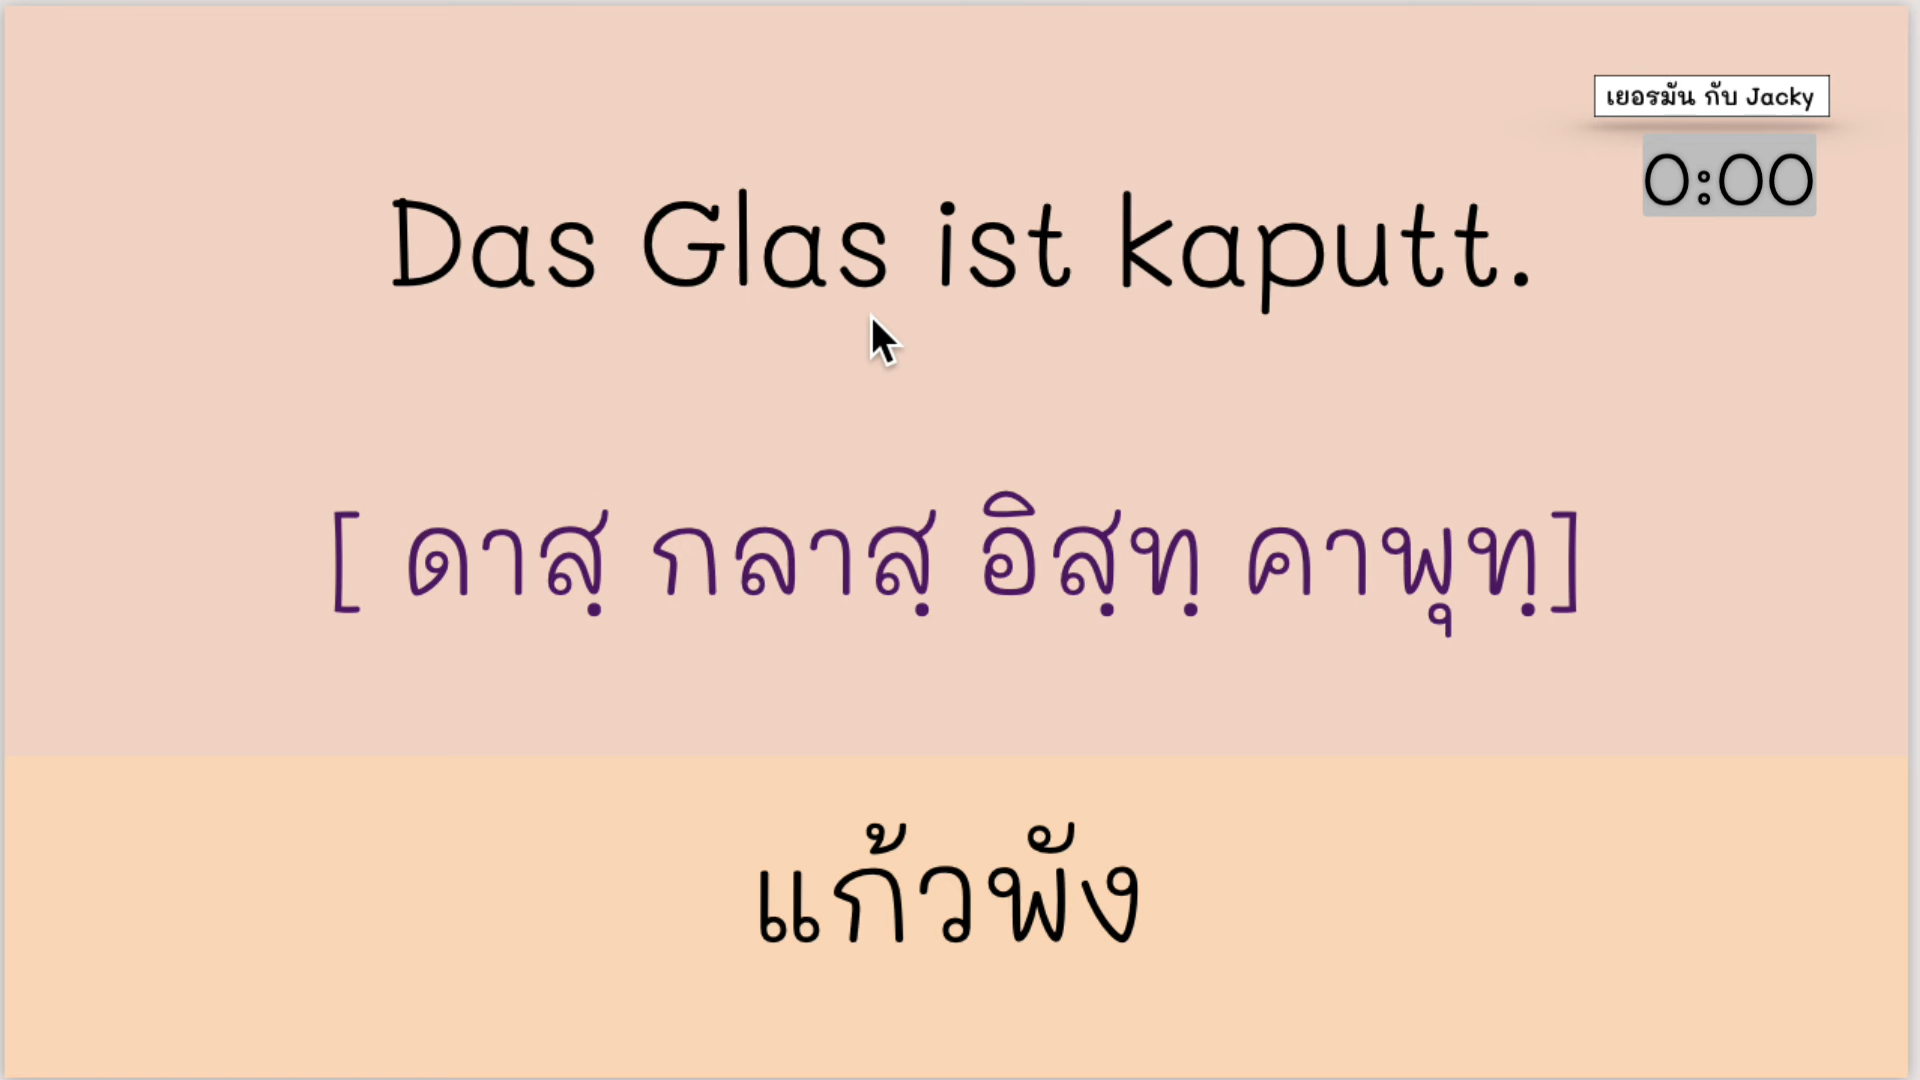 เยอรมัน กับ Jacky
0:00
Das Glas ist kaputt.
[ ดาสฺ กลาสฺ อิสฺทฺ คาพุทฺ]
แก้วพัง